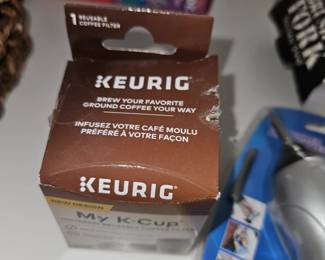 1 REUSABLE
COFFEE FILTER
KEURIG
BREW YOUR FAVORITE
GROUND COFFEE YOUR WAY
INFUSEZ VOTRE CAFÉ MOULU
PRÉFÉRÉ À VOTRE FAÇON
KEURIG
NEW DESIGN
My K-Cup